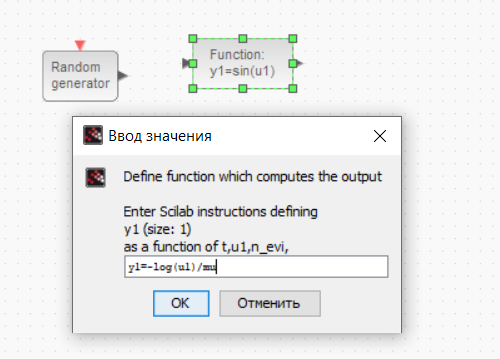 Random
generator
Function:
y1=sin(u1)
Ввод значения
Define function which computes the output
Enter Scilab instructions defining
y1 (size: 1)
as a function of t,u1,n_evi,
y1=-log(u1)/mu
OK
Отменить